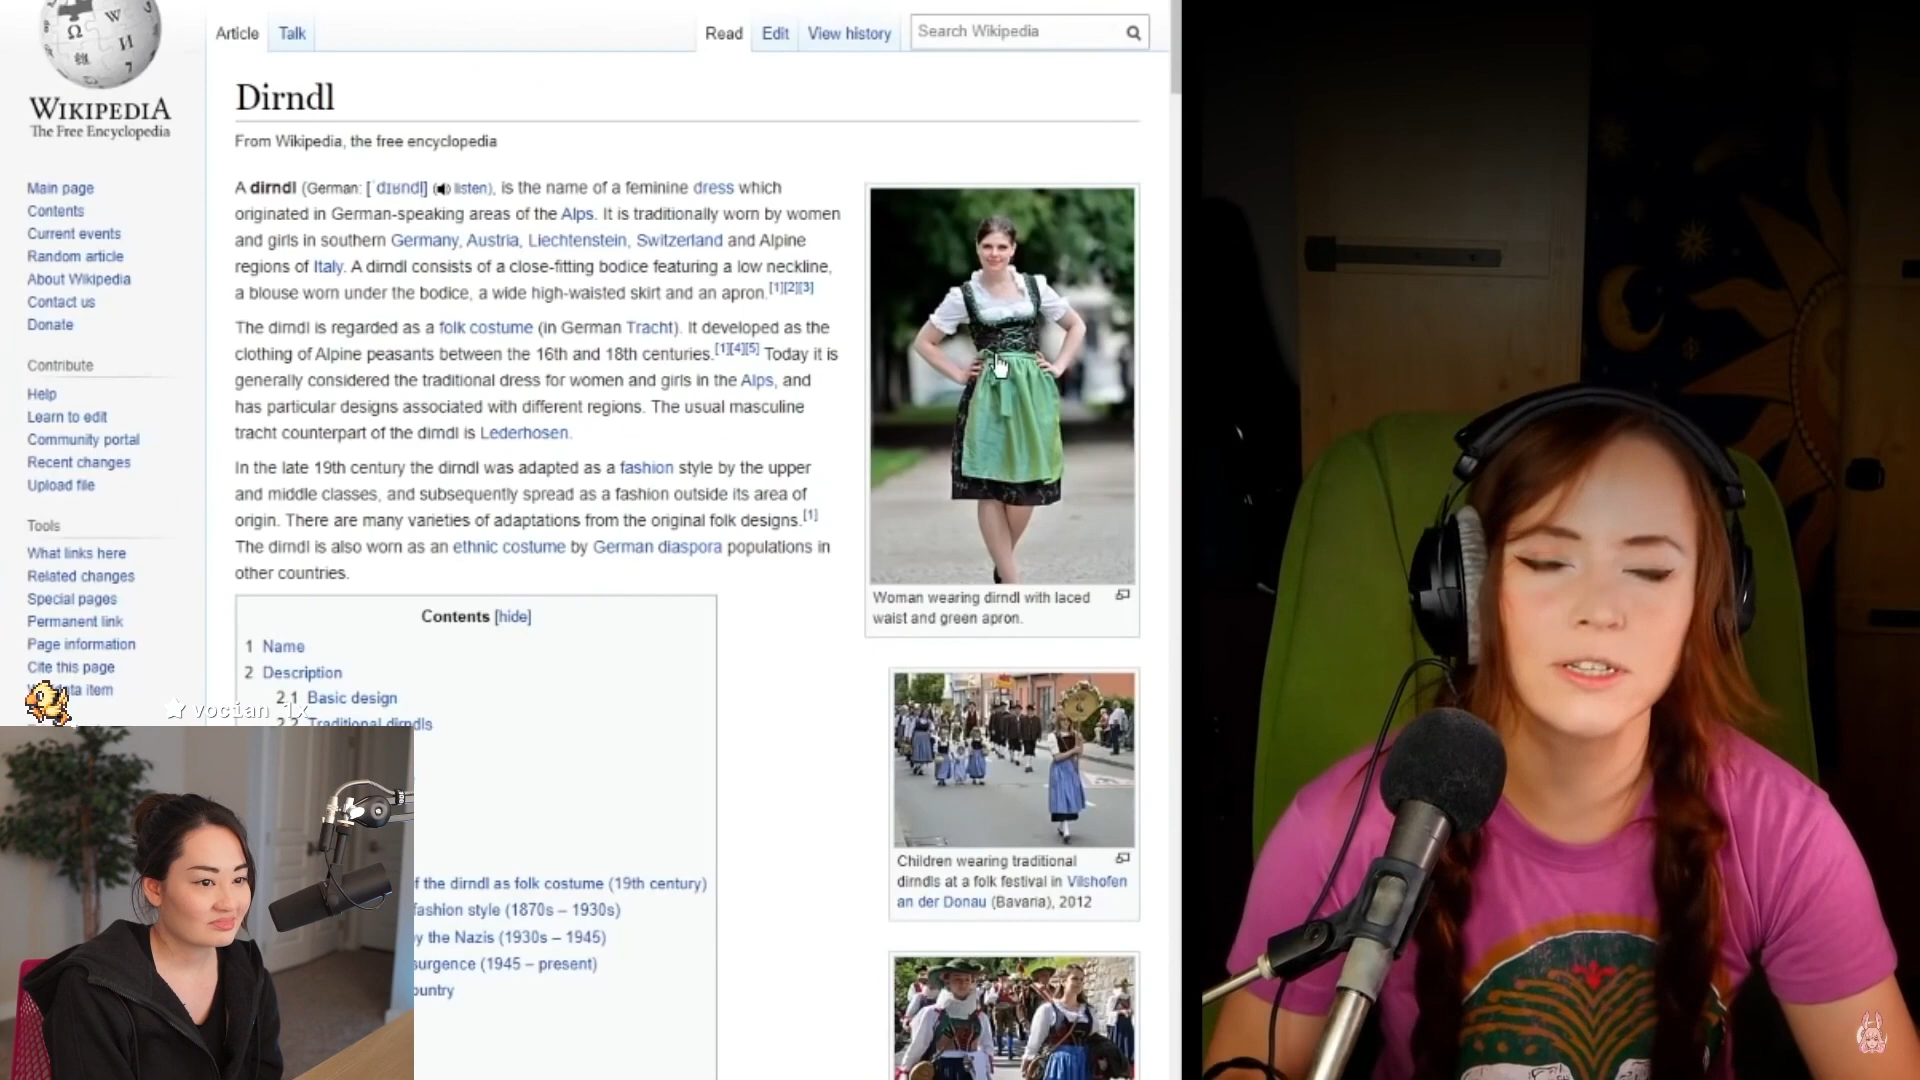 WIKIPEDIA
The Free Encyclopedia
Main page
Contents
Current events
Random article
About Wikipedia
Contact us
Donate
Contribute
Help
Learn to edit
Community portal
Recent changes
Upload file
Tools
What links here
Related changes
Special pages
Permanent link
Page information
Cite this page
ta item
vocian 1x
Article Talk
Read Edit View history
Search Wikipedia
Dirndl
From Wikipedia, the free encyclopedia
A dirndl (German: [ˈdɪʁndl] (listen), is the name of a feminine dress which
originated in German-speaking areas of the Alps. It is traditionally worn by women
and girls in southern Germany, Austria, Liechtenstein, Switzerland and Alpine
regions of Italy. A dirndl consists of a close-fitting bodice featuring a low neckline,
a blouse worn under the bodice, a wide high-waisted skirt and an apron.[1][2][3]
The dirndl is regarded as a folk costume (in German Tracht). It developed as the
clothing of Alpine peasants between the 16th and 18th centuries.[1][4][5] Today it is
generally considered the traditional dress for women and girls in the Alps, and
has particular designs associated with different regions. The usual masculine
tracht counterpart of the dirndl is Lederhosen.
In the late 19th century the dirndl was adapted as a fashion style by the upper
and middle classes, and subsequently spread as a fashion outside its area of
origin. There are many varieties of adaptations from the original folk designs.[1]
The dirndl is also worn as an ethnic costume by German diaspora populations in
other countries.
Contents [hide]
1 Name
2 Description
2.1 Basic design
2.2 Traditional dirndls
f the dirndl as folk costume (19th century)
fashion style (1870s – 1930s)
y the Nazis (1930s – 1945)
surgence (1945 – present)
ountry
Woman wearing dirndl with laced
waist and green apron.
Children wearing traditional
dirndls at a folk festival in Vilshofen
an der Donau (Bavaria), 2012